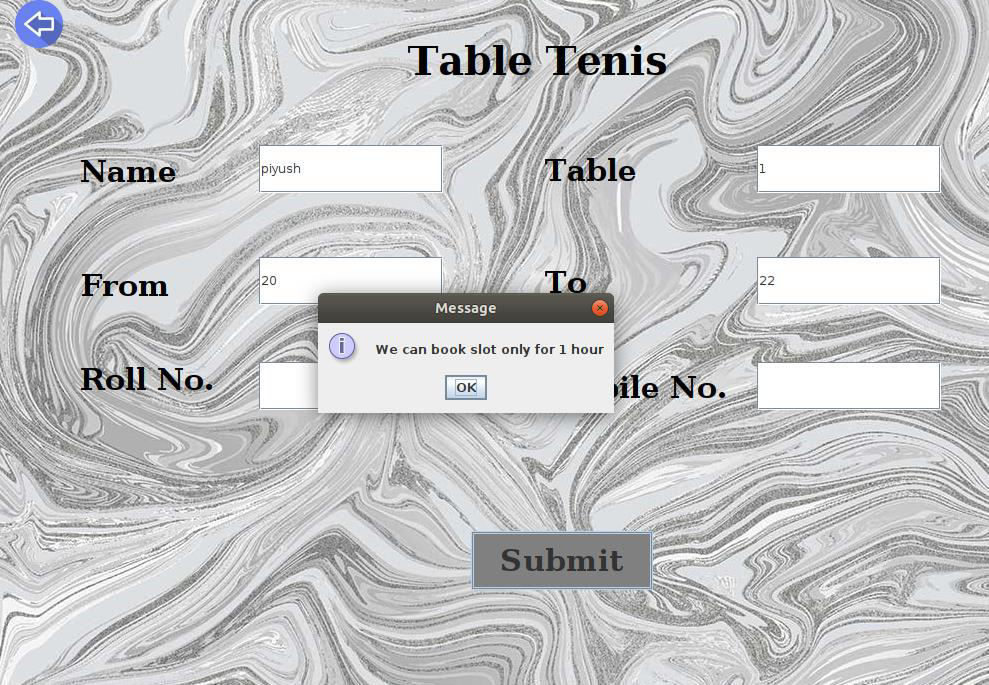 Table Tenis
Name piyush Table 1
From 20 To 22
Message
We can book slot only for 1 hour
Roll No. ile No.
OK
Submit